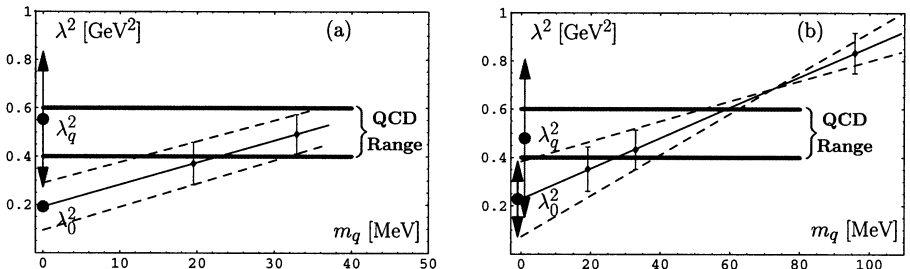 λ² [GeV²] (a)
1
0.8
0.6
0.4
0.2
λ_q²
λ_0²
QCD
Range
m_q [MeV]
0 10 20 30 40 50
λ² [GeV²] (b)
1
0.8
0.6
0.4
0.2
λ_q²
λ_0²
QCD
Range
m_q [MeV]
0 20 40 60 80 100